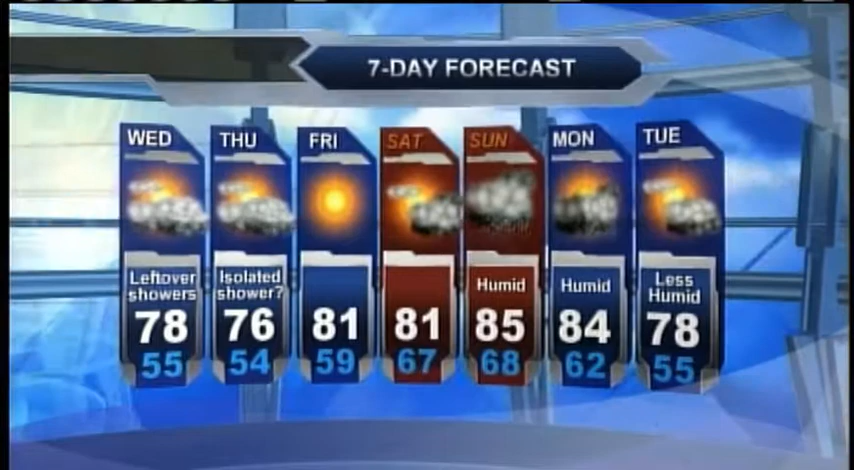 7-DAY FORECAST
WED
THU
FRI
SAT
SUN
MON
TUE
Leftover
showers
Isolated
shower?
Humid
Humid
Less
Humid
78
76
81
81
85
84
78
55
54
59
67
68
62
55